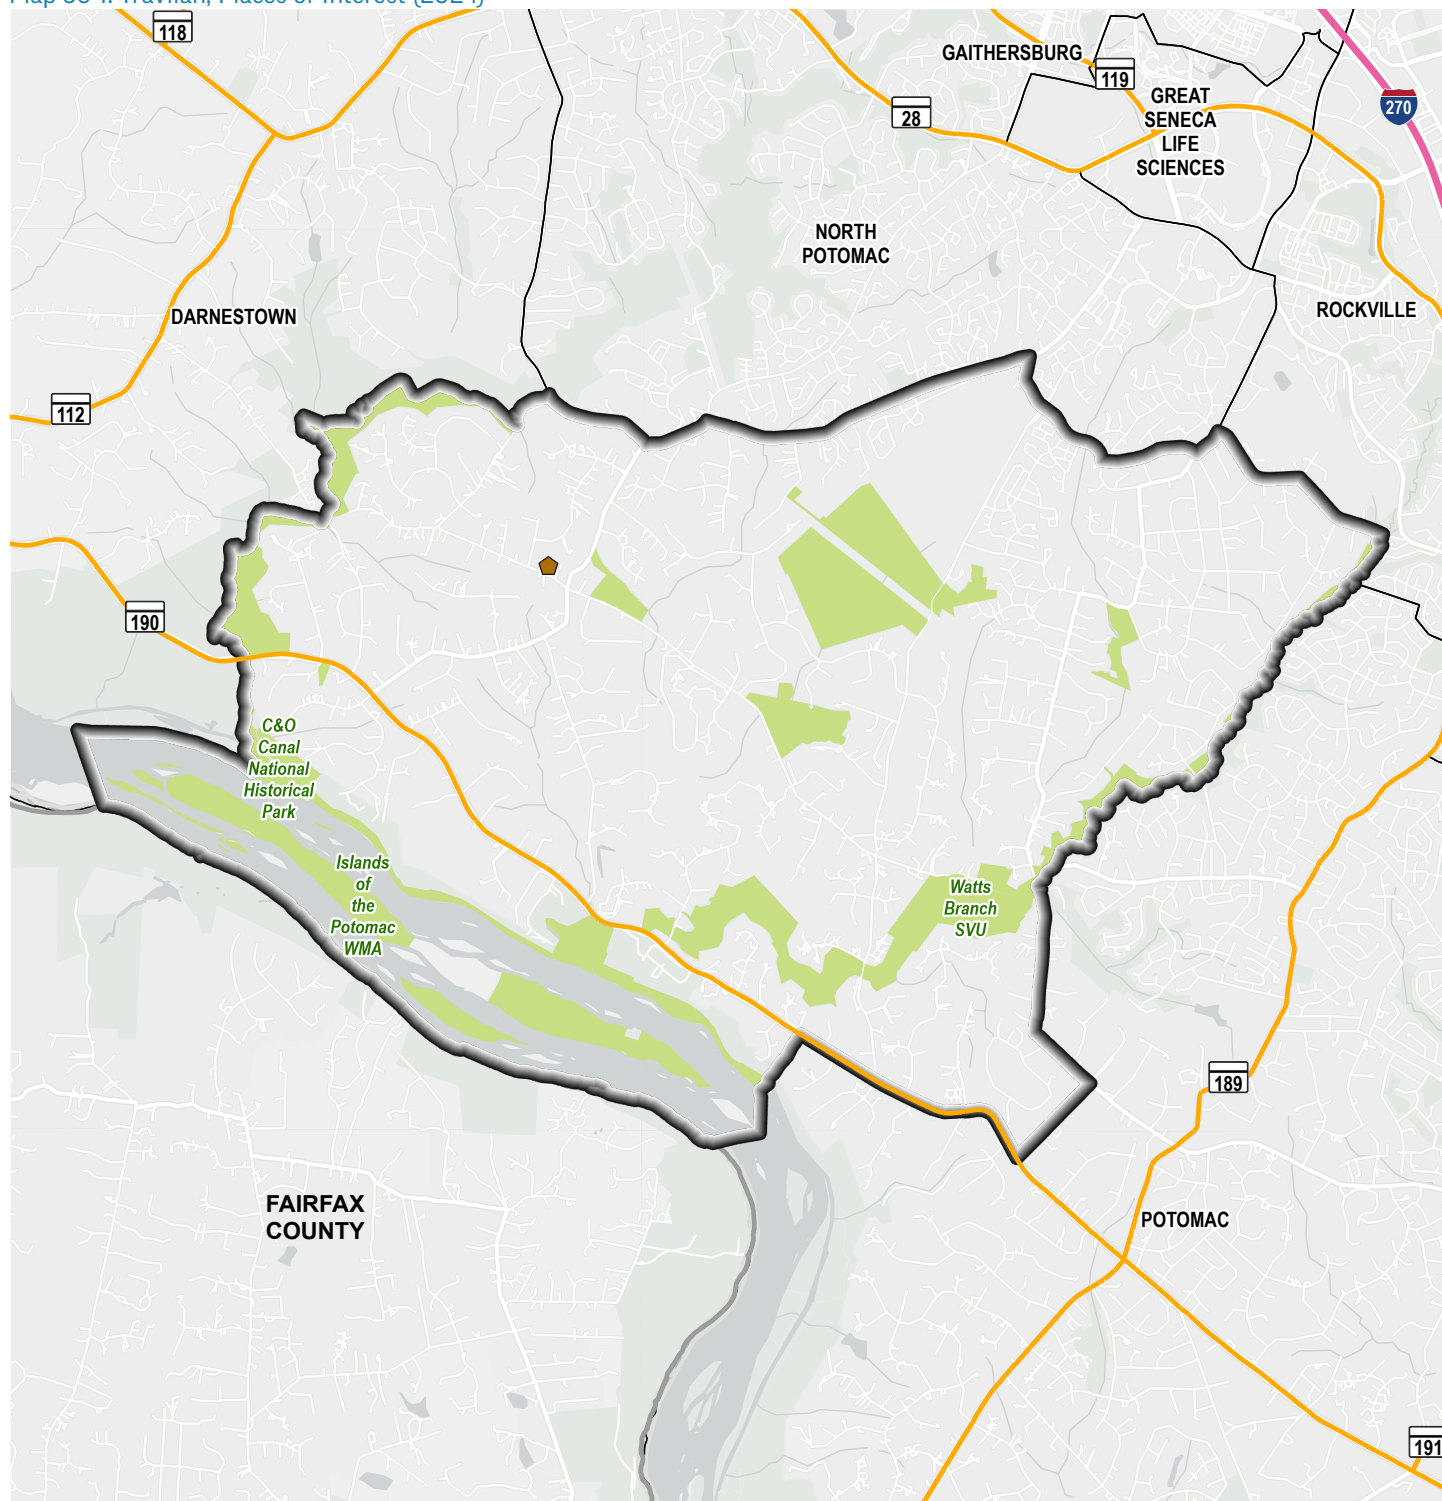 118
GAITHERSBURG
119
270
GREAT
SENECA
LIFE
SCIENCES
28
NORTH
POTOMAC
DARNESTOWN
ROCKVILLE
112
190
C&O
Canal
National
Historical
Park
Islands
of
the
Potomac
WMA
Watts
Branch
SVU
189
FAIRFAX
COUNTY
POTOMAC
191